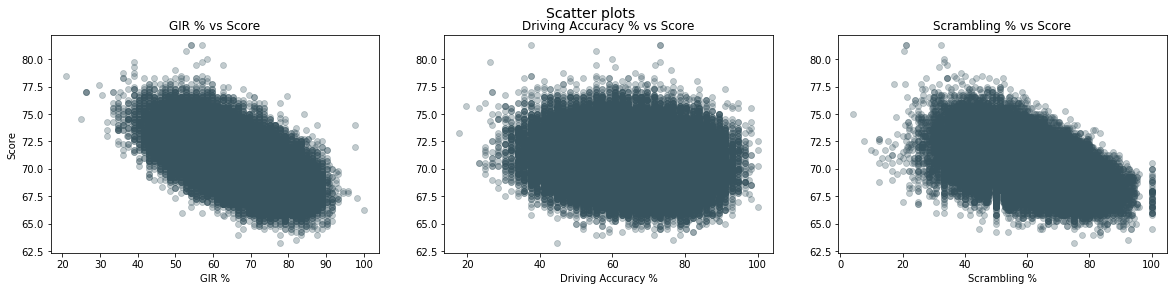 Scatter plots
GIR % vs Score
Driving Accuracy % vs Score
Scrambling % vs Score
Score
80.0
77.5
75.0
72.5
70.0
67.5
65.0
62.5
20 30 40 50 60 70 80 90 100
GIR %
80.0
77.5
75.0
72.5
70.0
67.5
65.0
62.5
20 40 60 80 100
Driving Accuracy %
80.0
77.5
75.0
72.5
70.0
67.5
65.0
62.5
0 20 40 60 80 100
Scrambling %